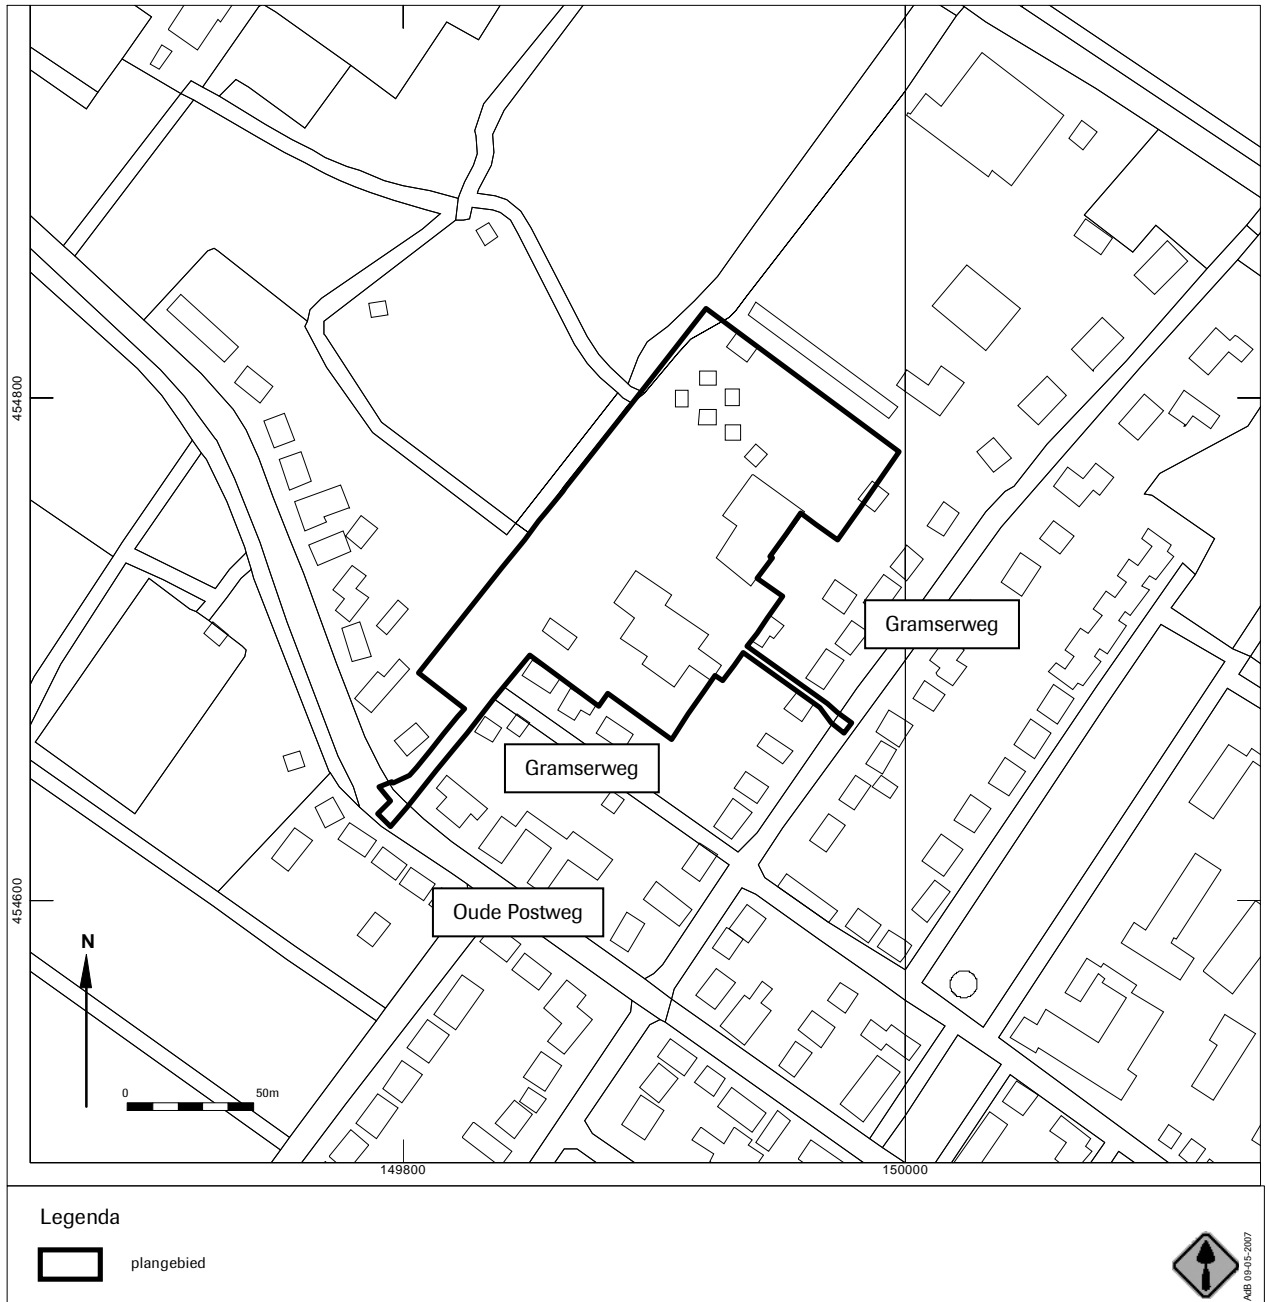 454800
Gramserweg
Gramserweg
Oude Postweg
454600
N
0 50m
149800 150000
Legenda
plangebied
AdB 09-05-2007